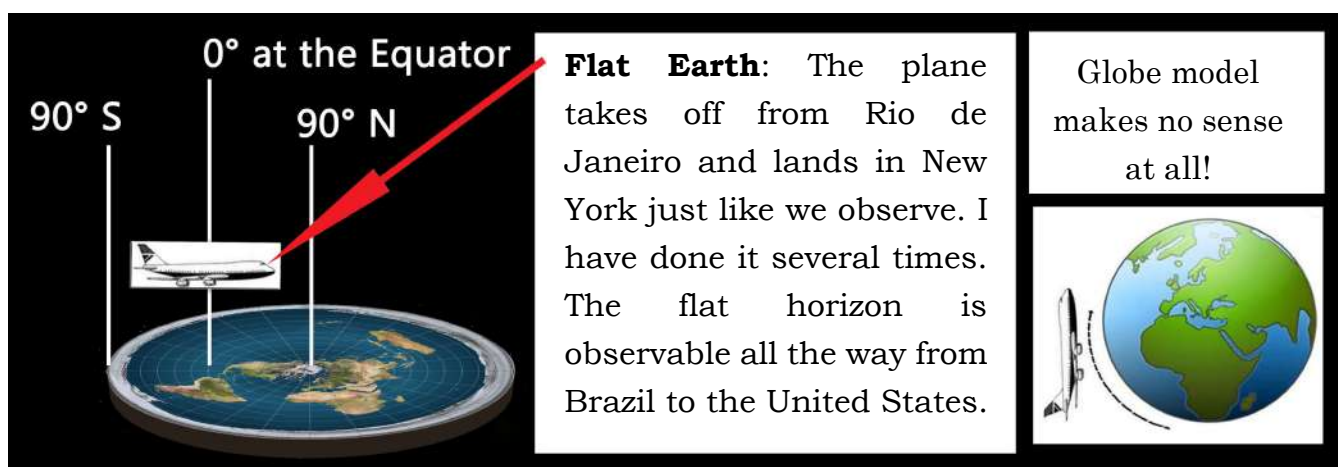 0° at the Equator
90° S
90° N
Flat Earth: The plane
takes off from Rio de
Janeiro and lands in New
York just like we observe. I
have done it several times.
The flat horizon is
observable all the way from
Brazil to the United States.
Globe model
makes no sense
at all!